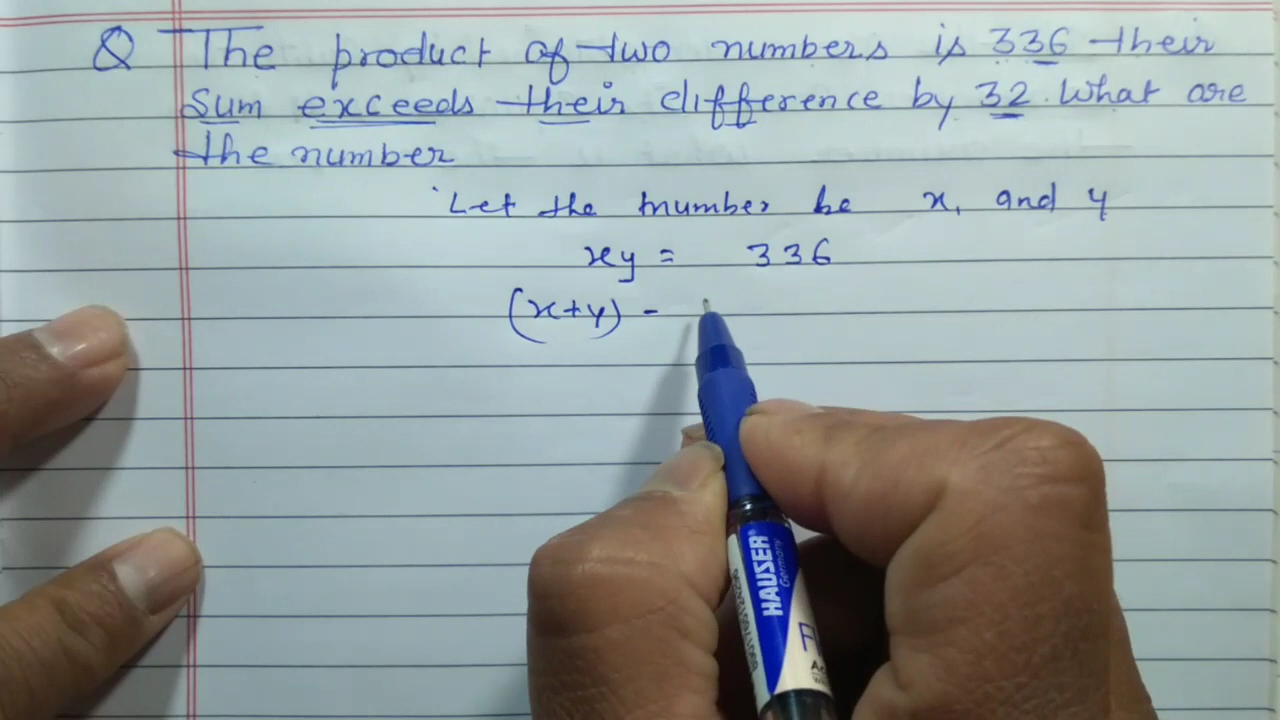 Q The product of two numbers is 336 their
Sum exceeds their difference by 32. What are
the number
Let the number be x, and y
xy = 336
(x+y) -
HAUSER
Germany